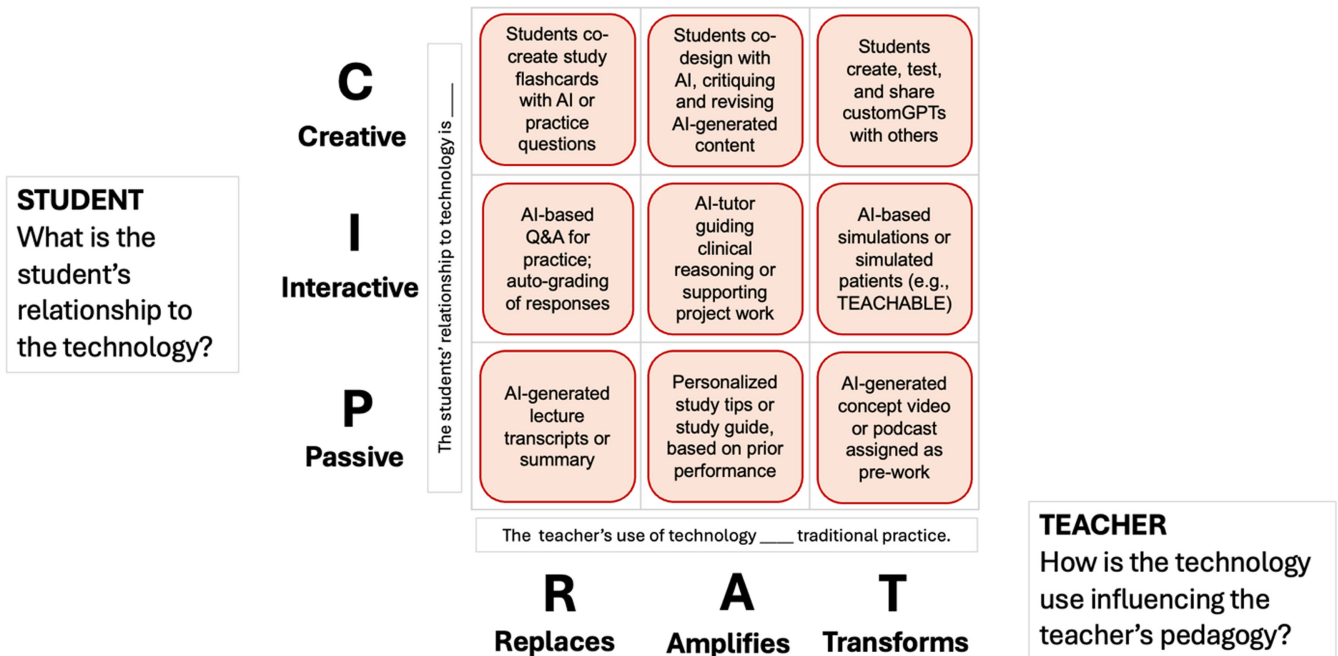 STUDENT
What is the
student's
relationship to
the technology?
C
Creative
I
Interactive
P
Passive
The students' relationship to technology is ____
Students co-
create study
flashcards
with AI or
practice
questions
Students co-
design with
AI, critiquing
and revising
AI-generated
content
Students
create, test,
and share
customGPTs
with others
AI-based
Q&A for
practice;
auto-grading
of responses
AI-tutor
guiding
clinical
reasoning or
supporting
project work
AI-based
simulations or
simulated
patients (e.g.,
TEACHABLE)
AI-generated
lecture
transcripts or
summary
Personalized
study tips or
study guide,
based on prior
performance
AI-generated
concept video
or podcast
assigned as
pre-work
The teacher's use of technology ____ traditional practice.
R
Replaces
A
Amplifies
T
Transforms
TEACHER
How is the technology
use influencing the
teacher's pedagogy?